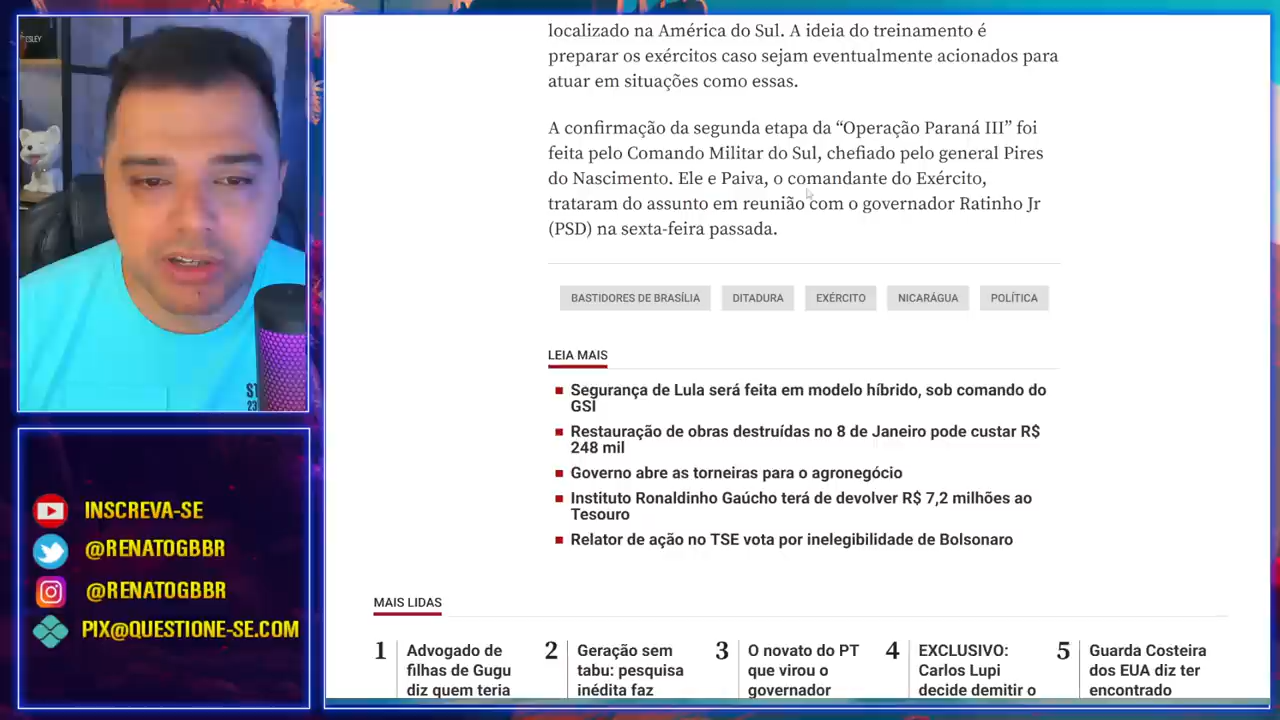 ESLEY
localizado na América do Sul. A ideia do treinamento é
preparar os exércitos caso sejam eventualmente acionados para
atuar em situações como essas.
A confirmação da segunda etapa da “Operação Paraná III” foi
feita pelo Comando Militar do Sul, chefiado pelo general Pires
do Nascimento. Ele e Paiva, o comandante do Exército,
trataram do assunto em reunião com o governador Ratinho Jr
(PSD) na sexta-feira passada.
BASTIDORES DE BRASÍLIA DITADURA EXÉRCITO NICARÁGUA POLÍTICA
LEIA MAIS
Segurança de Lula será feita em modelo híbrido, sob comando do
GSI
Restauração de obras destruídas no 8 de Janeiro pode custar R$
248 mil
Governo abre as torneiras para o agronegócio
Instituto Ronaldinho Gaúcho terá de devolver R$ 7,2 milhões ao
Tesouro
Relator de ação no TSE vota por inelegibilidade de Bolsonaro
MAIS LIDAS
1 Advogado de
filhas de Gugu
diz quem teria
2 Geração sem
tabu: pesquisa
inédita faz
3 O novato do PT
que virou o
governador
4 EXCLUSIVO:
Carlos Lupi
decide demitir o
5 Guarda Costeira
dos EUA diz ter
encontrado
INSCREVA-SE
@RENATOGBBR
@RENATOGBBR
PIX@QUESTIONE-SE.COM